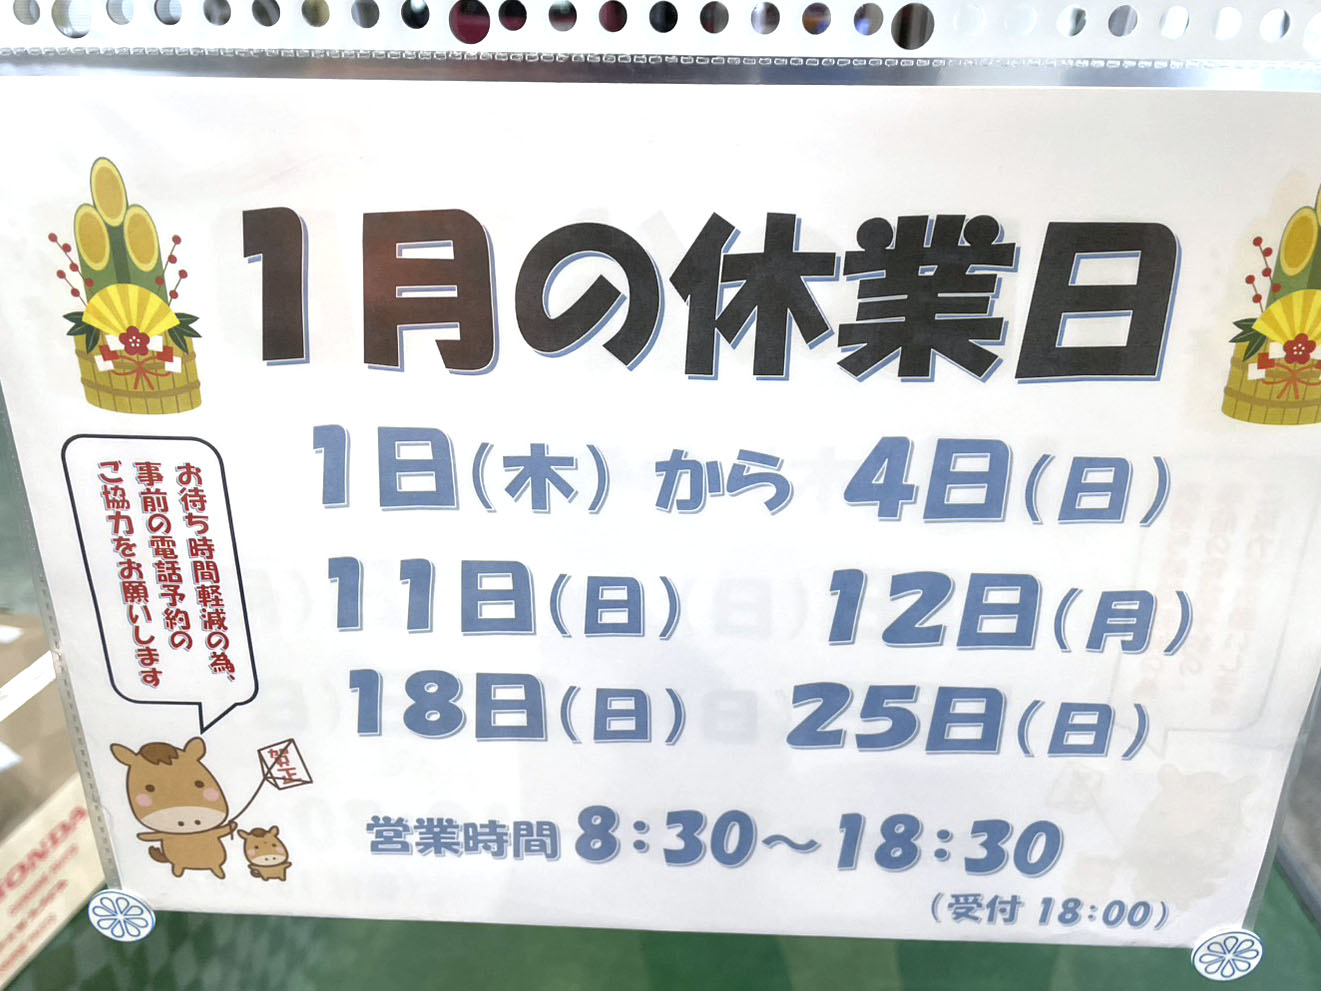 1月の休業日
1日(木) から 4日(日)
11日(日) 12日(月)
18日(日) 25日(日)
営業時間 8:30～18:30
(受付 18:00)
お待ち時間軽減の為、
事前の電話予約の
ご協力をお願いします
賀正
HONDA